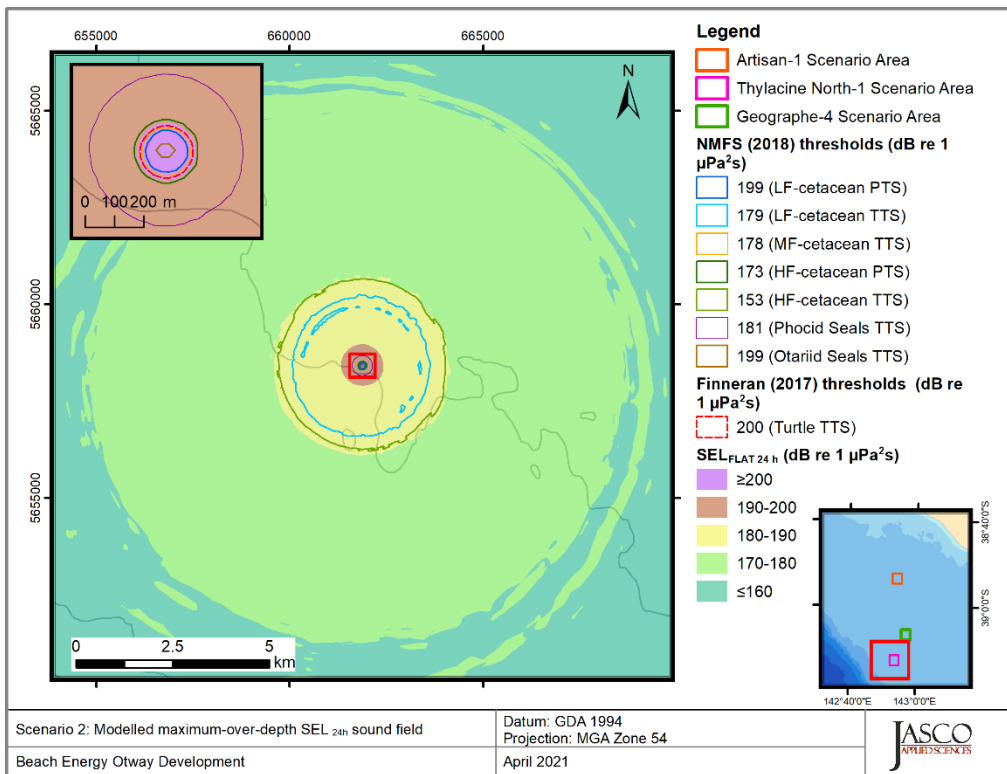 655000 660000 665000
5665000
5660000
5655000
N
0 100 200 m
0 2.5 5
km
Legend
Artisan-1 Scenario Area
Thylacine North-1 Scenario Area
Geographe-4 Scenario Area
NMFS (2018) thresholds (dB re 1
µPa²s)
199 (LF-cetacean PTS)
179 (LF-cetacean TTS)
178 (MF-cetacean TTS)
173 (HF-cetacean PTS)
153 (HF-cetacean TTS)
181 (Phocid Seals TTS)
199 (Otariid Seals TTS)
Finneran (2017) thresholds (dB re
1 µPa²s)
200 (Turtle TTS)
SELFLAT 24 h (dB re 1 µPa²s)
≥200
190-200
180-190
170-180
≤160
38°40'0"S
39°0'0"S
142°40'0"E 143°0'0"E
Scenario 2: Modelled maximum-over-depth SEL 24h sound field
Beach Energy Otway Development
Datum: GDA 1994
Projection: MGA Zone 54
April 2021
JASCO
APPLIED SCIENCES